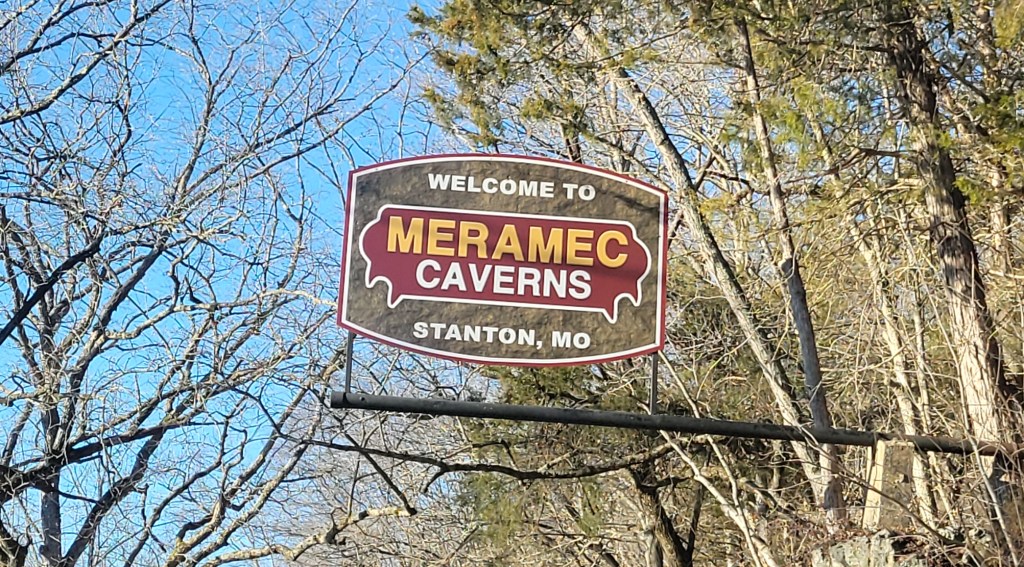 WELCOME TO
MERAMEC
CAVERNS
STANTON, MO